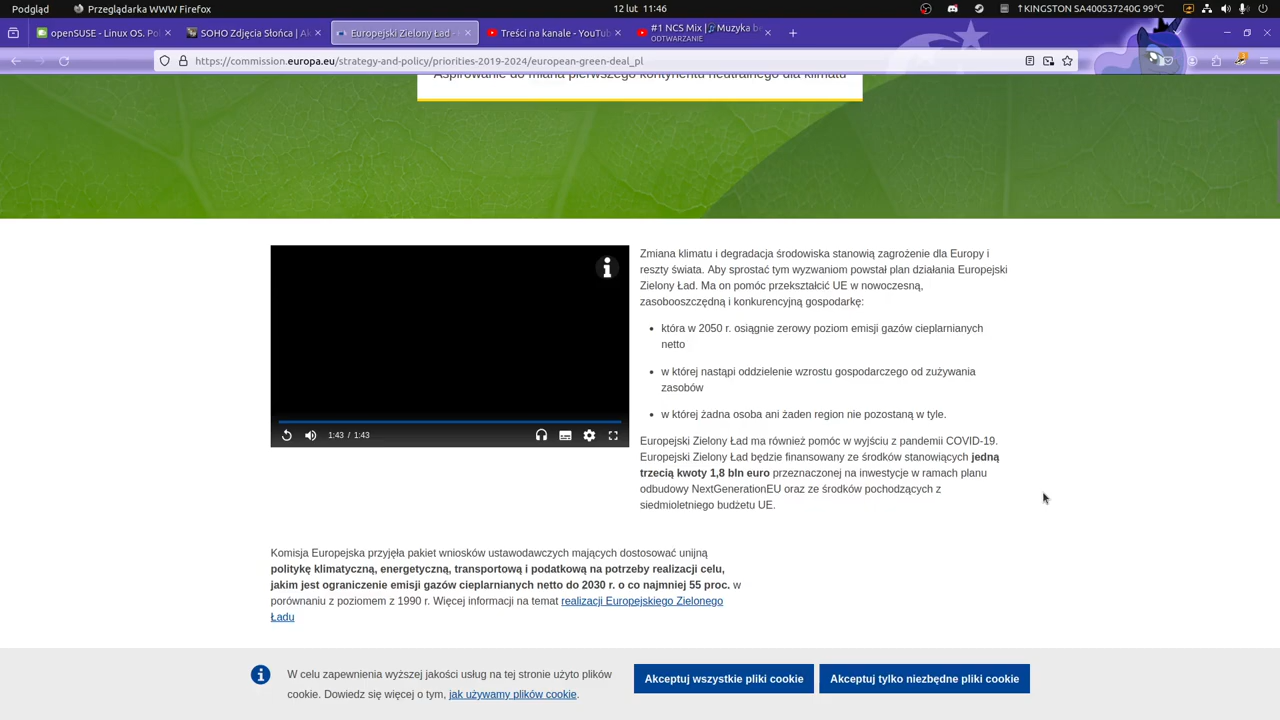 Podgląd
Przeglądarka WWW Firefox
12 lut 11:46
↑KINGSTON SA400S37240G 99°C
openSUSE - Linux OS. Pol
SOHO Zdjęcia Słońca | Ak
Europejski Zielony Ład -
Treści na kanale - YouTub
#1 NCS Mix | 🎵Muzyka be
ODTWARZANIE
https://commission.europa.eu/strategy-and-policy/priorities-2019-2024/european-green-deal_pl
Aspirowanie do miana pierwszego kontynentu neutralnego dla klimatu
Zmiana klimatu i degradacja środowiska stanowią zagrożenie dla Europy i
reszty świata. Aby sprostać tym wyzwaniom powstał plan działania Europejski
Zielony Ład. Ma on pomóc przekształcić UE w nowoczesną,
zasobooszczędną i konkurencyjną gospodarkę:
• która w 2050 r. osiągnie zerowy poziom emisji gazów cieplarnianych
netto
• w której nastąpi oddzielenie wzrostu gospodarczego od zużywania
zasobów
• w której żadna osoba ani żaden region nie pozostaną w tyle.
1:43 / 1:43
Europejski Zielony Ład ma również pomóc w wyjściu z pandemii COVID-19.
Europejski Zielony Ład będzie finansowany ze środków stanowiących jedną
trzecią kwoty 1,8 bln euro przeznaczonej na inwestycje w ramach planu
odbudowy NextGenerationEU oraz ze środków pochodzących z
siedmioletniego budżetu UE.
Komisja Europejska przyjęła pakiet wniosków ustawodawczych mających dostosować unijną
politykę klimatyczną, energetyczną, transportową i podatkową na potrzeby realizacji celu,
jakim jest ograniczenie emisji gazów cieplarnianych netto do 2030 r. o co najmniej 55 proc. w
porównaniu z poziomem z 1990 r. Więcej informacji na temat realizacji Europejskiego Zielonego
Ładu
W celu zapewnienia wyższej jakości usług na tej stronie użyto plików
cookie. Dowiedz się więcej o tym, jak używamy plików cookie.
Akceptuj wszystkie pliki cookie
Akceptuj tylko niezbędne pliki cookie